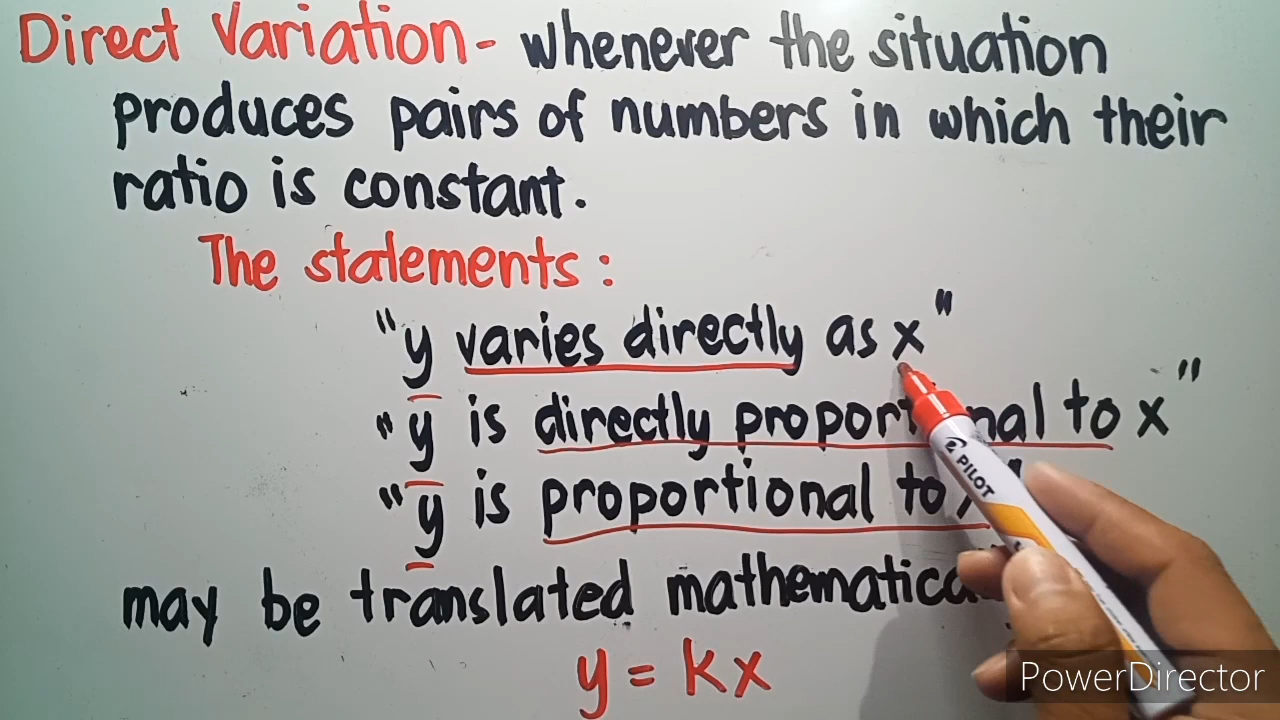 Direct Variation- whenever the situation
produces pairs of numbers in which their
ratio is constant.
The statements:
"y varies directly as x"
"y is directly to x"
"y is proportional to
may be translated
y = kx
PILOT
PowerDirector